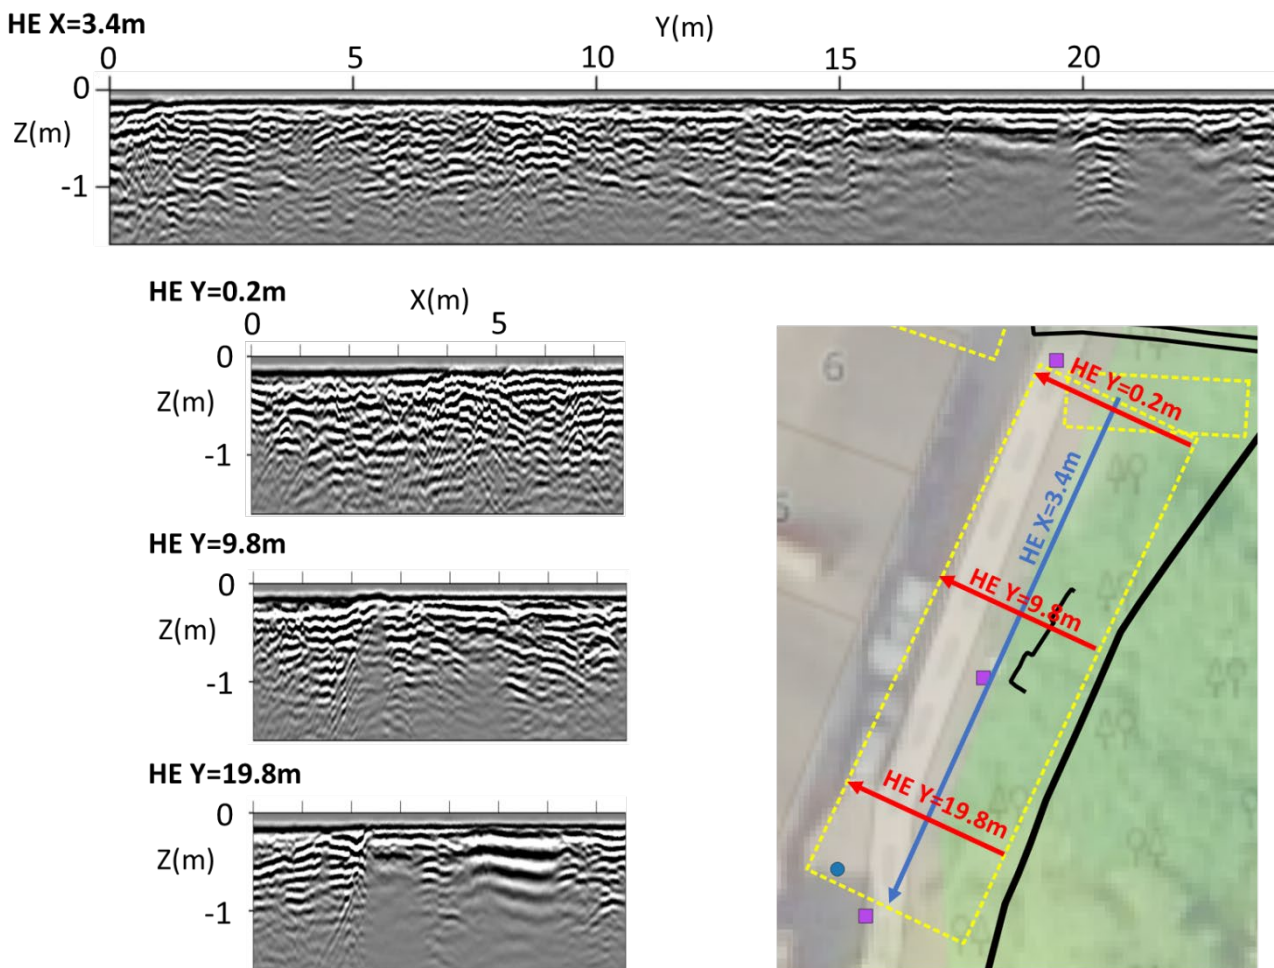 HE X=3.4m
Y(m)
0 5 10 15 20
0
Z(m)
-1
HE Y=0.2m
X(m)
0 5
0
Z(m)
-1
HE Y=9.8m
0
Z(m)
-1
HE Y=19.8m
0
Z(m)
-1
6
HE Y=0.2m
HE X=3.4m
HE Y=9.8m
HE Y=19.8m